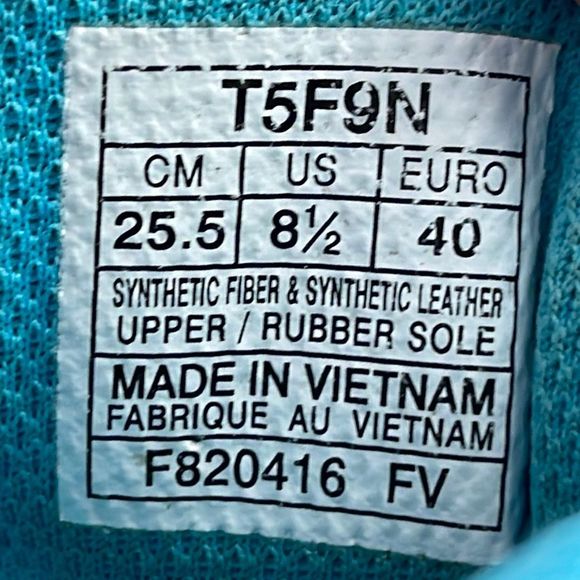 T5F9N
CM US EURO
25.5 8½ 40
SYNTHETIC FIBER & SYNTHETIC LEATHER
UPPER / RUBBER SOLE
MADE IN VIETNAM
FABRIQUE AU VIETNAM
F820416 FV